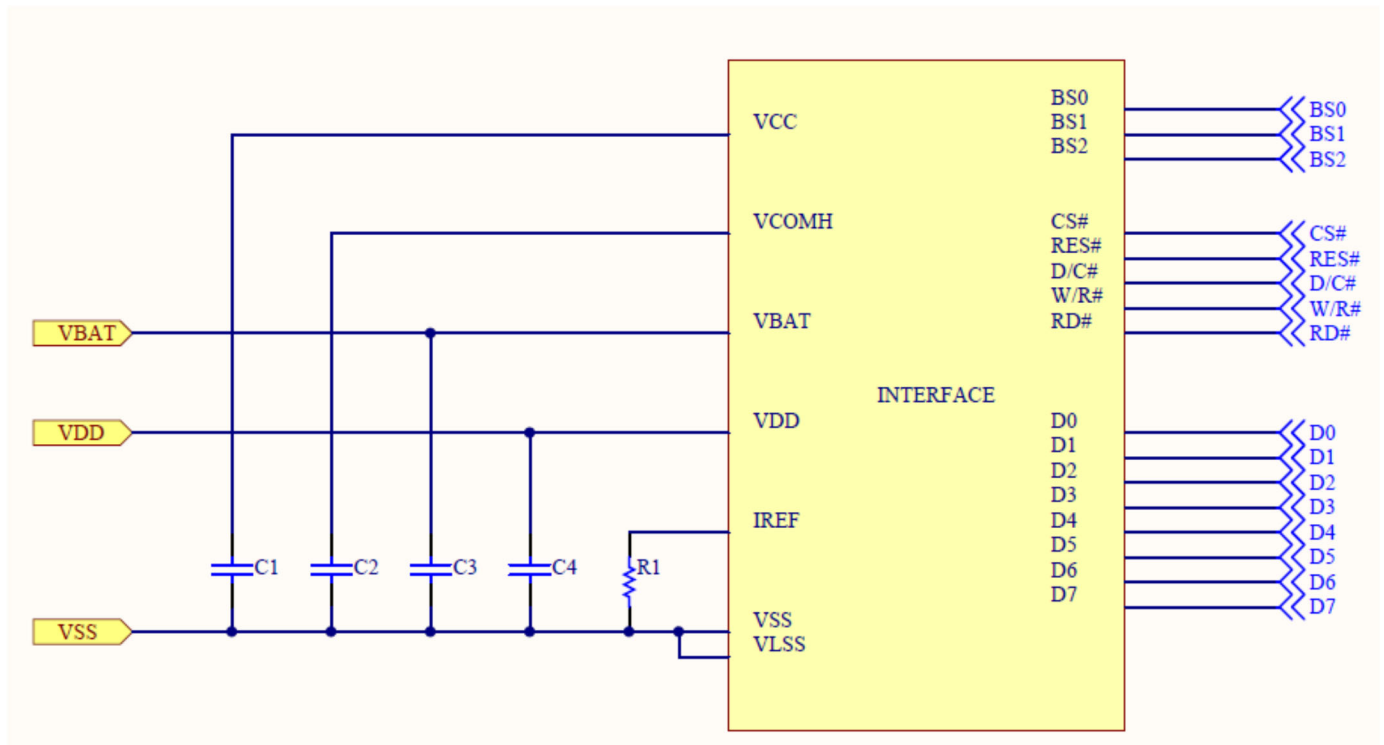 BS0 BS0
VCC BS1 BS1
BS2 BS2
VCOMH CS# CS#
RES# RES#
D/C# D/C#
W/R# W/R#
VBAT VBAT RD# RD#
INTERFACE
VDD VDD D0 D0
D1 D1
D2 D2
D3 D3
IREF D4 D4
D5 D5
C1 C2 C3 C4 R1 D6 D6
D7 D7
VSS VSS
VLSS